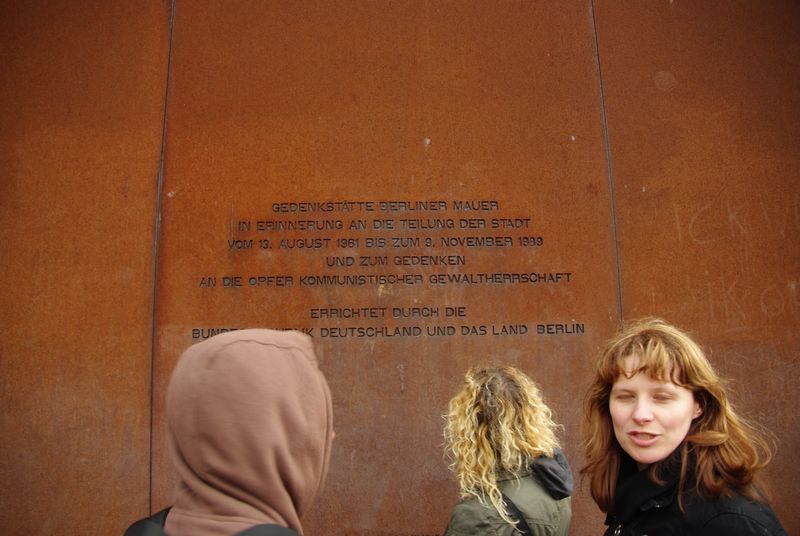 GEDENKSTÄTTE BERLINER MAUER
IN ERINNERUNG AN DIE TEILUNG DER STADT
VOM 13. AUGUST 1961 BIS ZUM 9. NOVEMBER 1989
UND ZUM GEDENKEN
AN DIE OPFER KOMMUNISTISCHER GEWALTHERRSCHAFT
ERRICHTET DURCH DIE
DEUTSCHLAND UND DAS LAND BERLIN